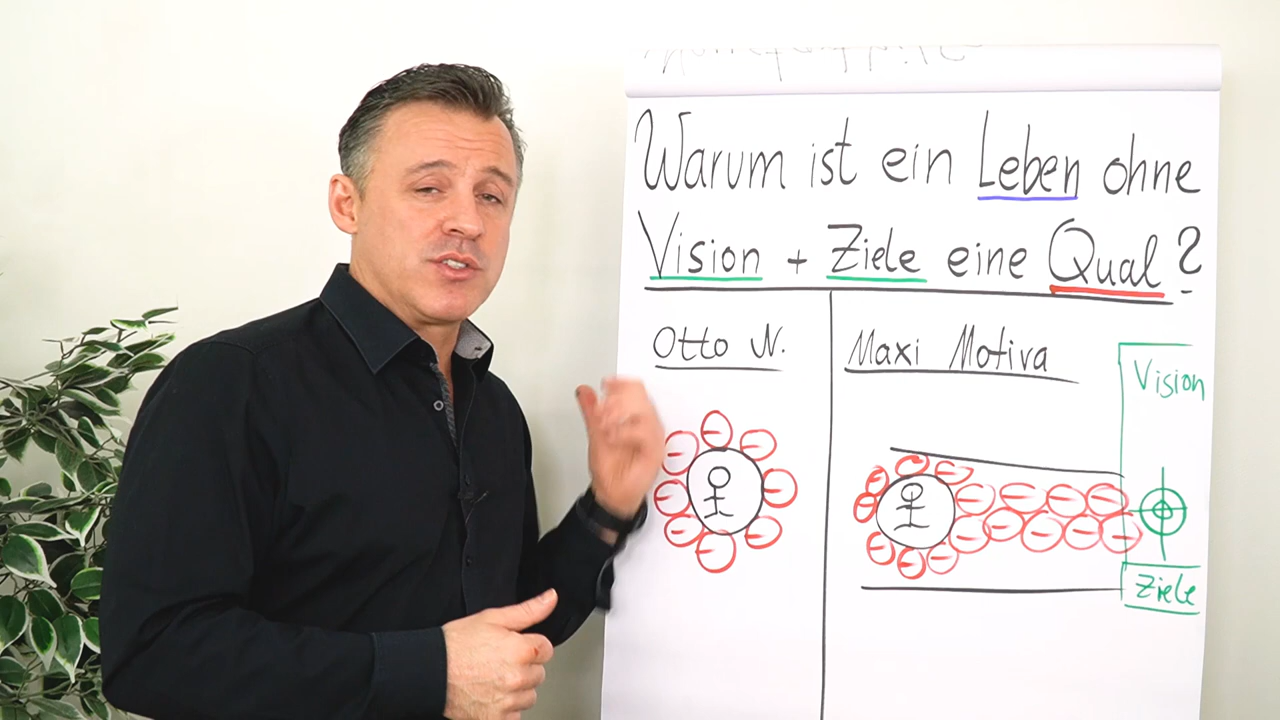 Warum ist ein Leben ohne
Vision + Ziele eine Qual?
Otto N.
Maxi Motiva
Vision
Ziele